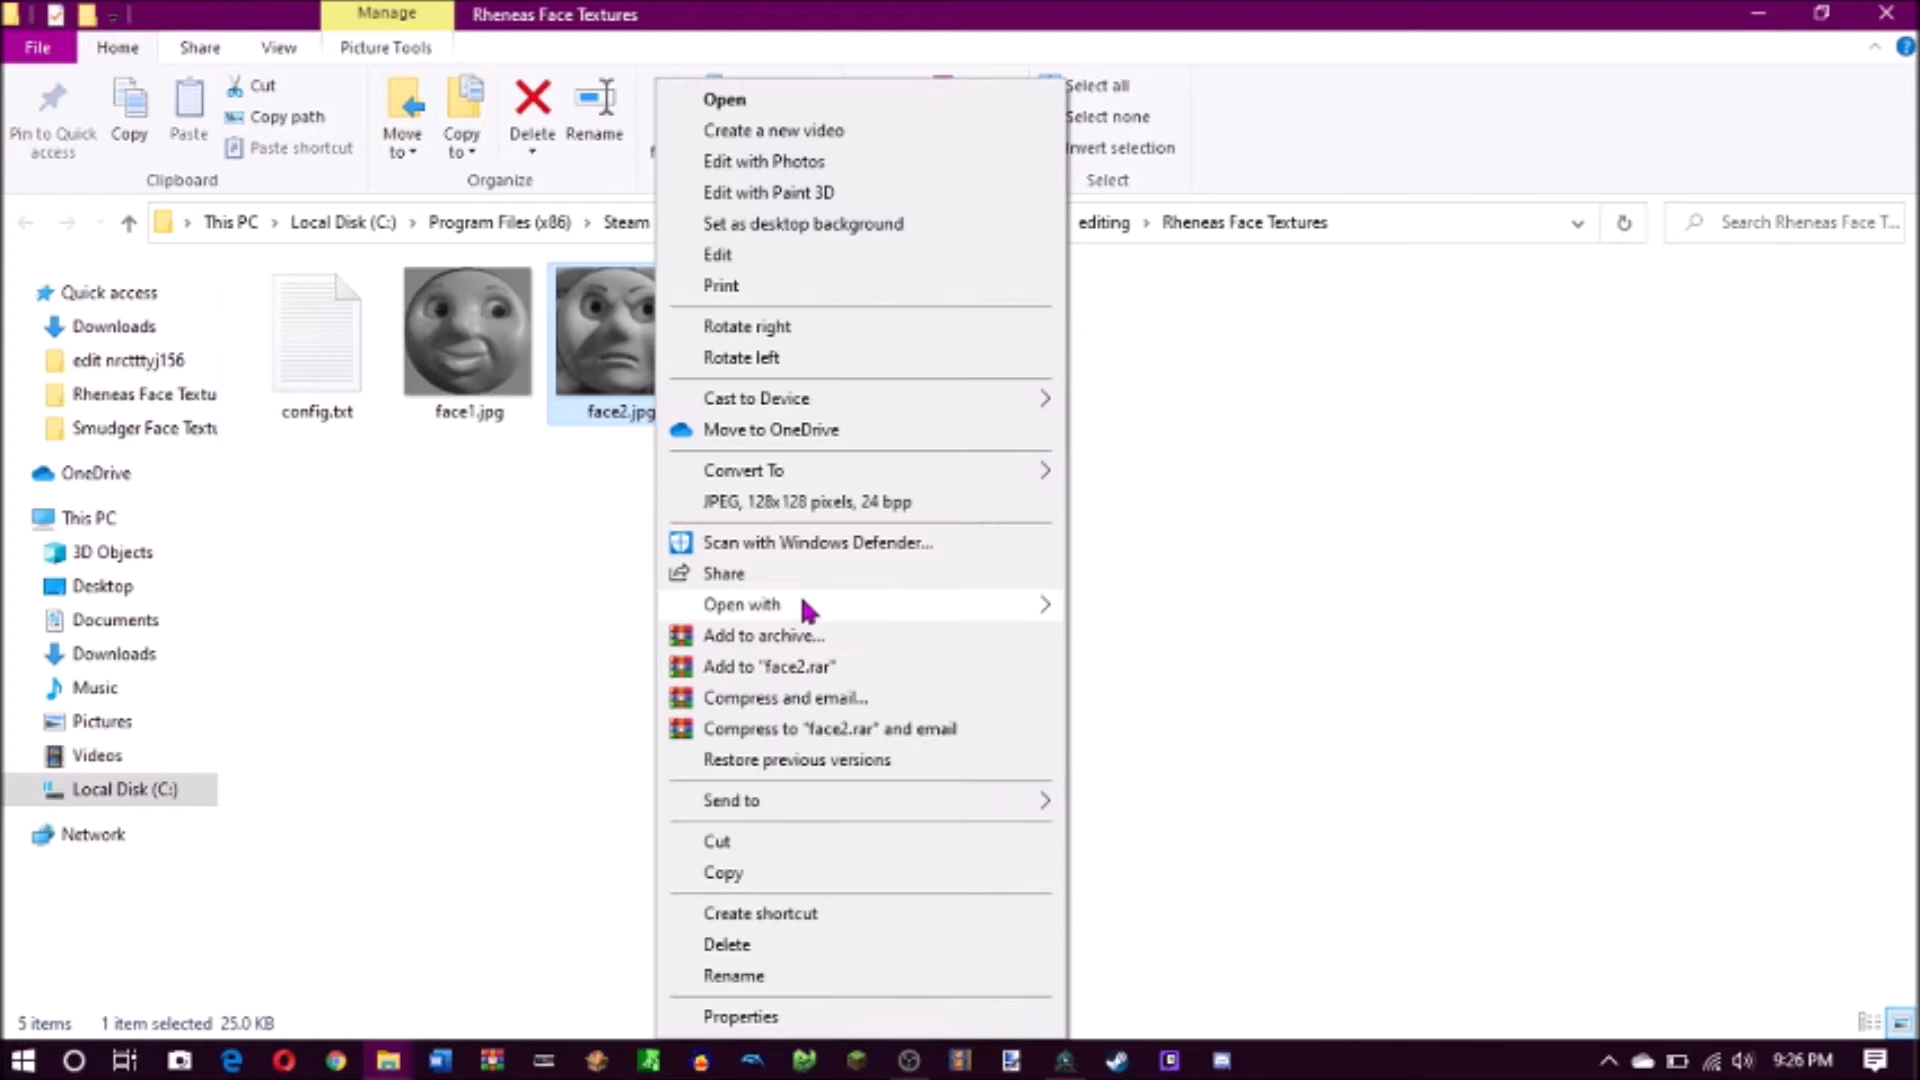 Manage
Rheneas Face Textures
File
Home
Share
View
Picture Tools
Pin to Quick access
Copy
Paste
Cut
Copy path
Paste shortcut
Clipboard
Move to
Copy to
Delete
Rename
Organize
Select all
Select none
Invert selection
Select
This PC
Local Disk (C:)
Program Files (x86)
Steam
editing
Rheneas Face Textures
Search Rheneas Face T...
Quick access
Downloads
edit nrctttyj156
Rheneas Face Textu
Smudger Face Textu
OneDrive
This PC
3D Objects
Desktop
Documents
Downloads
Music
Pictures
Videos
Local Disk (C:)
Network
config.txt
face1.jpg
face2.jpg
Open
Create a new video
Edit with Photos
Edit with Paint 3D
Set as desktop background
Edit
Print
Rotate right
Rotate left
Cast to Device
Move to OneDrive
Convert To
JPEG, 128x128 pixels, 24 bpp
Scan with Windows Defender...
Share
Open with
Add to archive...
Add to "face2.rar"
Compress and email...
Compress to "face2.rar" and email
Restore previous versions
Send to
Cut
Copy
Create shortcut
Delete
Rename
Properties
5 items
1 item selected 25.0 KB
9:26 PM